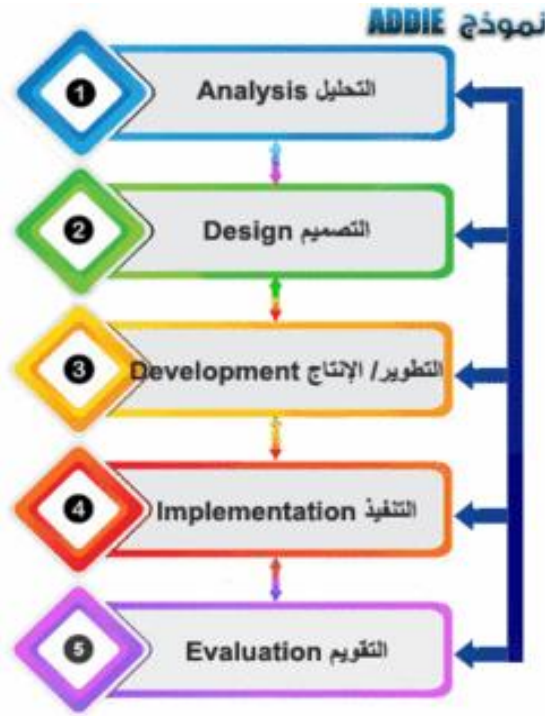 نموذج ADDIE
1
التحليل Analysis
2
التصميم Design
3
التطوير/ الإنتاج Development
4
التنفيذ Implementation
5
التقويم Evaluation